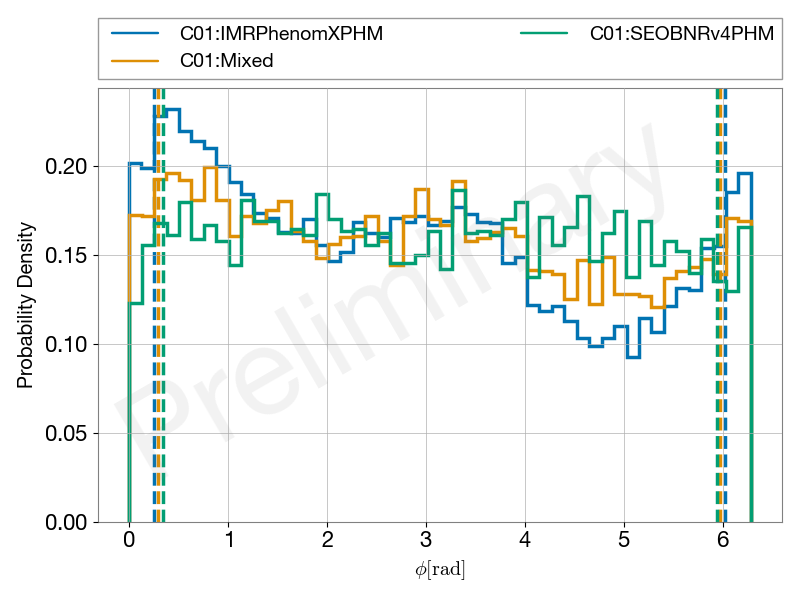 C01:IMRPhenomXPHM
C01:Mixed
C01:SEOBNRv4PHM
Preliminary
Probability Density
0.20
0.15
0.10
0.05
0.00
0 1 2 3 4 5 6
ϕ[rad]